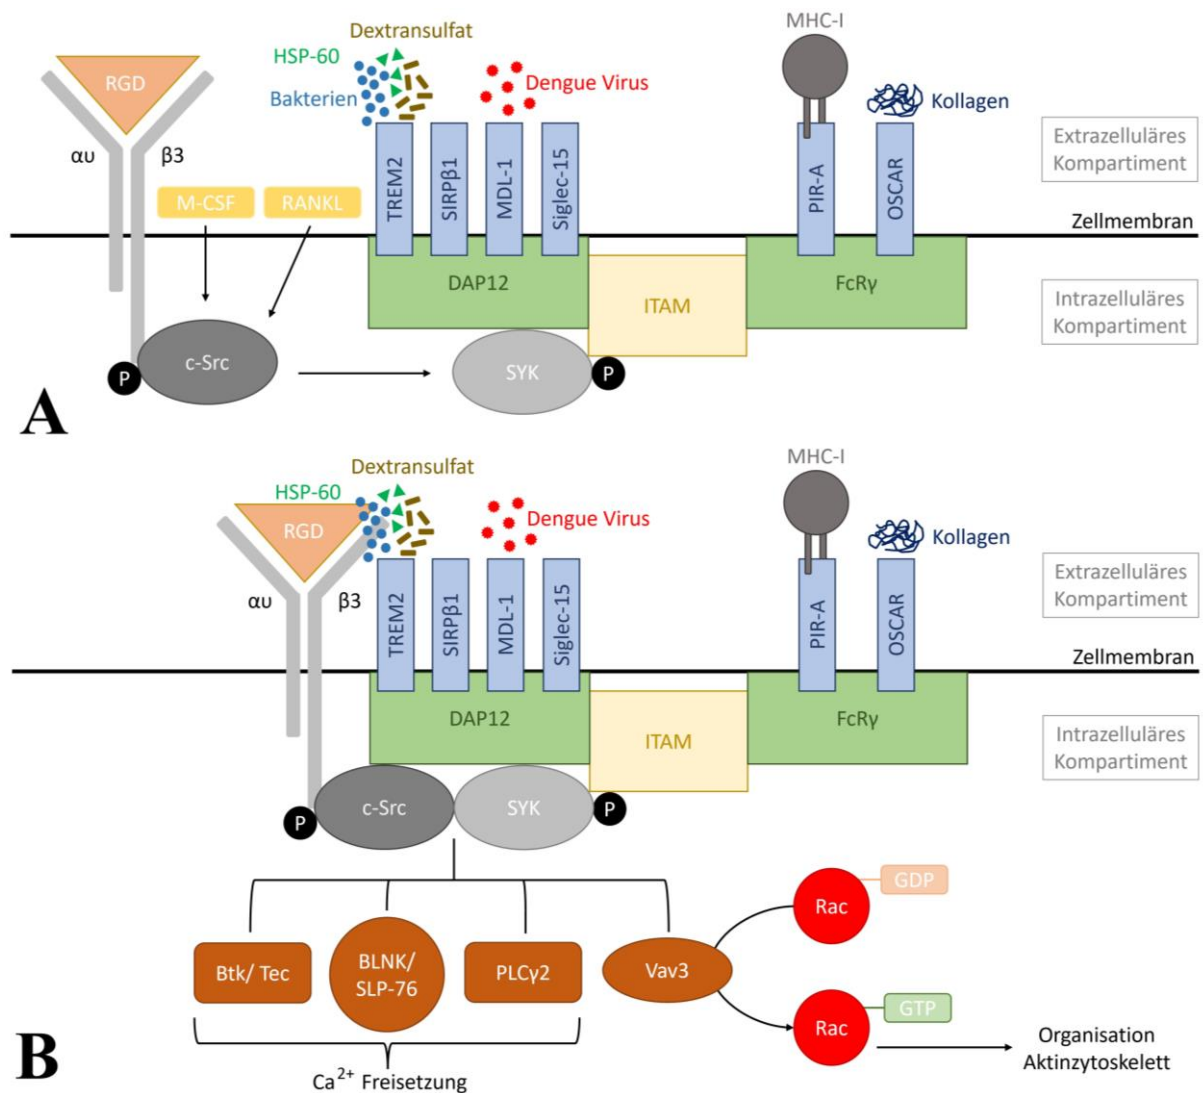 MHC-I
Dextransulfat
HSP-60
RGD
Bakterien
Dengue Virus
Kollagen
Extrazelluläres
Kompartiment
αυ
β3
M-CSF
RANKL
TREM2
SIRPβ1
MDL-1
Siglec-15
PIR-A
OSCAR
Zellmembran
DAP12
ITAM
FcRγ
Intrazelluläres
Kompartiment
c-Src
SYK
P
P
A
MHC-I
Dextransulfat
HSP-60
RGD
Dengue Virus
Kollagen
Extrazelluläres
Kompartiment
αυ
β3
TREM2
SIRPβ1
MDL-1
Siglec-15
PIR-A
OSCAR
Zellmembran
DAP12
ITAM
FcRγ
Intrazelluläres
Kompartiment
P
c-Src
SYK
P
GDP
Rac
Btk/ Tec
BLNK/
SLP-76
PLCγ2
Vav3
GTP
Rac
Organisation
Aktinzytoskelett
B
Ca²⁺ Freisetzung